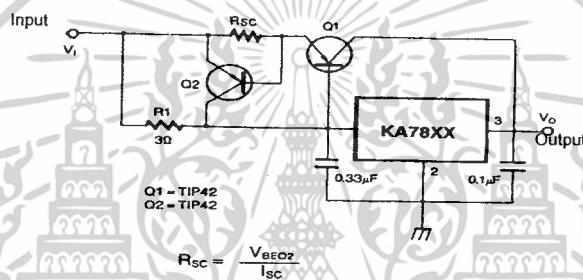 Input
VI
RSC
Q1
Q2
R1
3Ω
KA78XX
3
VO
Output
2
0.33μF
0.1μF
Q1 = TIP42
Q2 = TIP42
RSC = VBEO2 / ISC